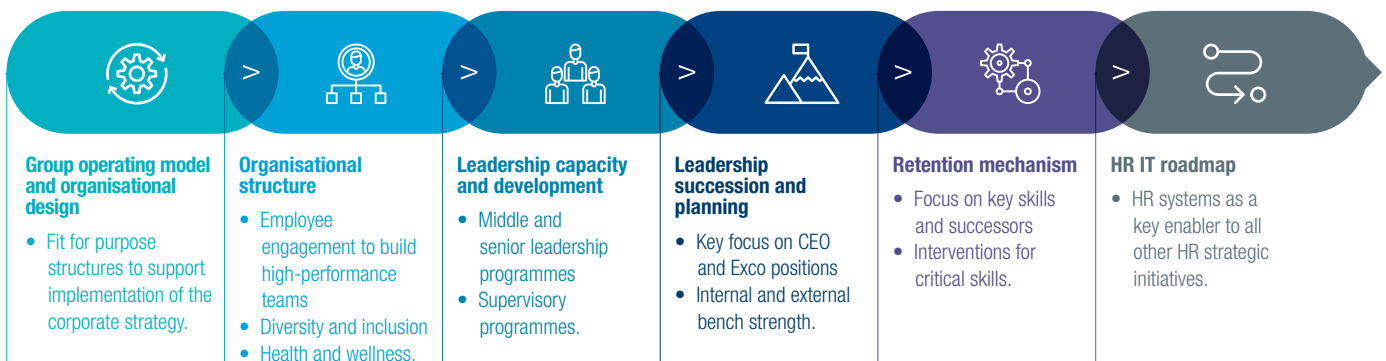 >
>
>
>
>
Group operating model
and organisational
design
• Fit for purpose
structures to support
implementation of the
corporate strategy.
Organisational
structure
• Employee
engagement to build
high-performance
teams
• Diversity and inclusion
• Health and wellness.
Leadership capacity
and development
• Middle and
senior leadership
programmes
• Supervisory
programmes.
Leadership
succession and
planning
• Key focus on CEO
and Exco positions
• Internal and external
bench strength.
Retention mechanism
• Focus on key skills
and successors
• Interventions for
critical skills.
HR IT roadmap
• HR systems as a
key enabler to all
other HR strategic
initiatives.